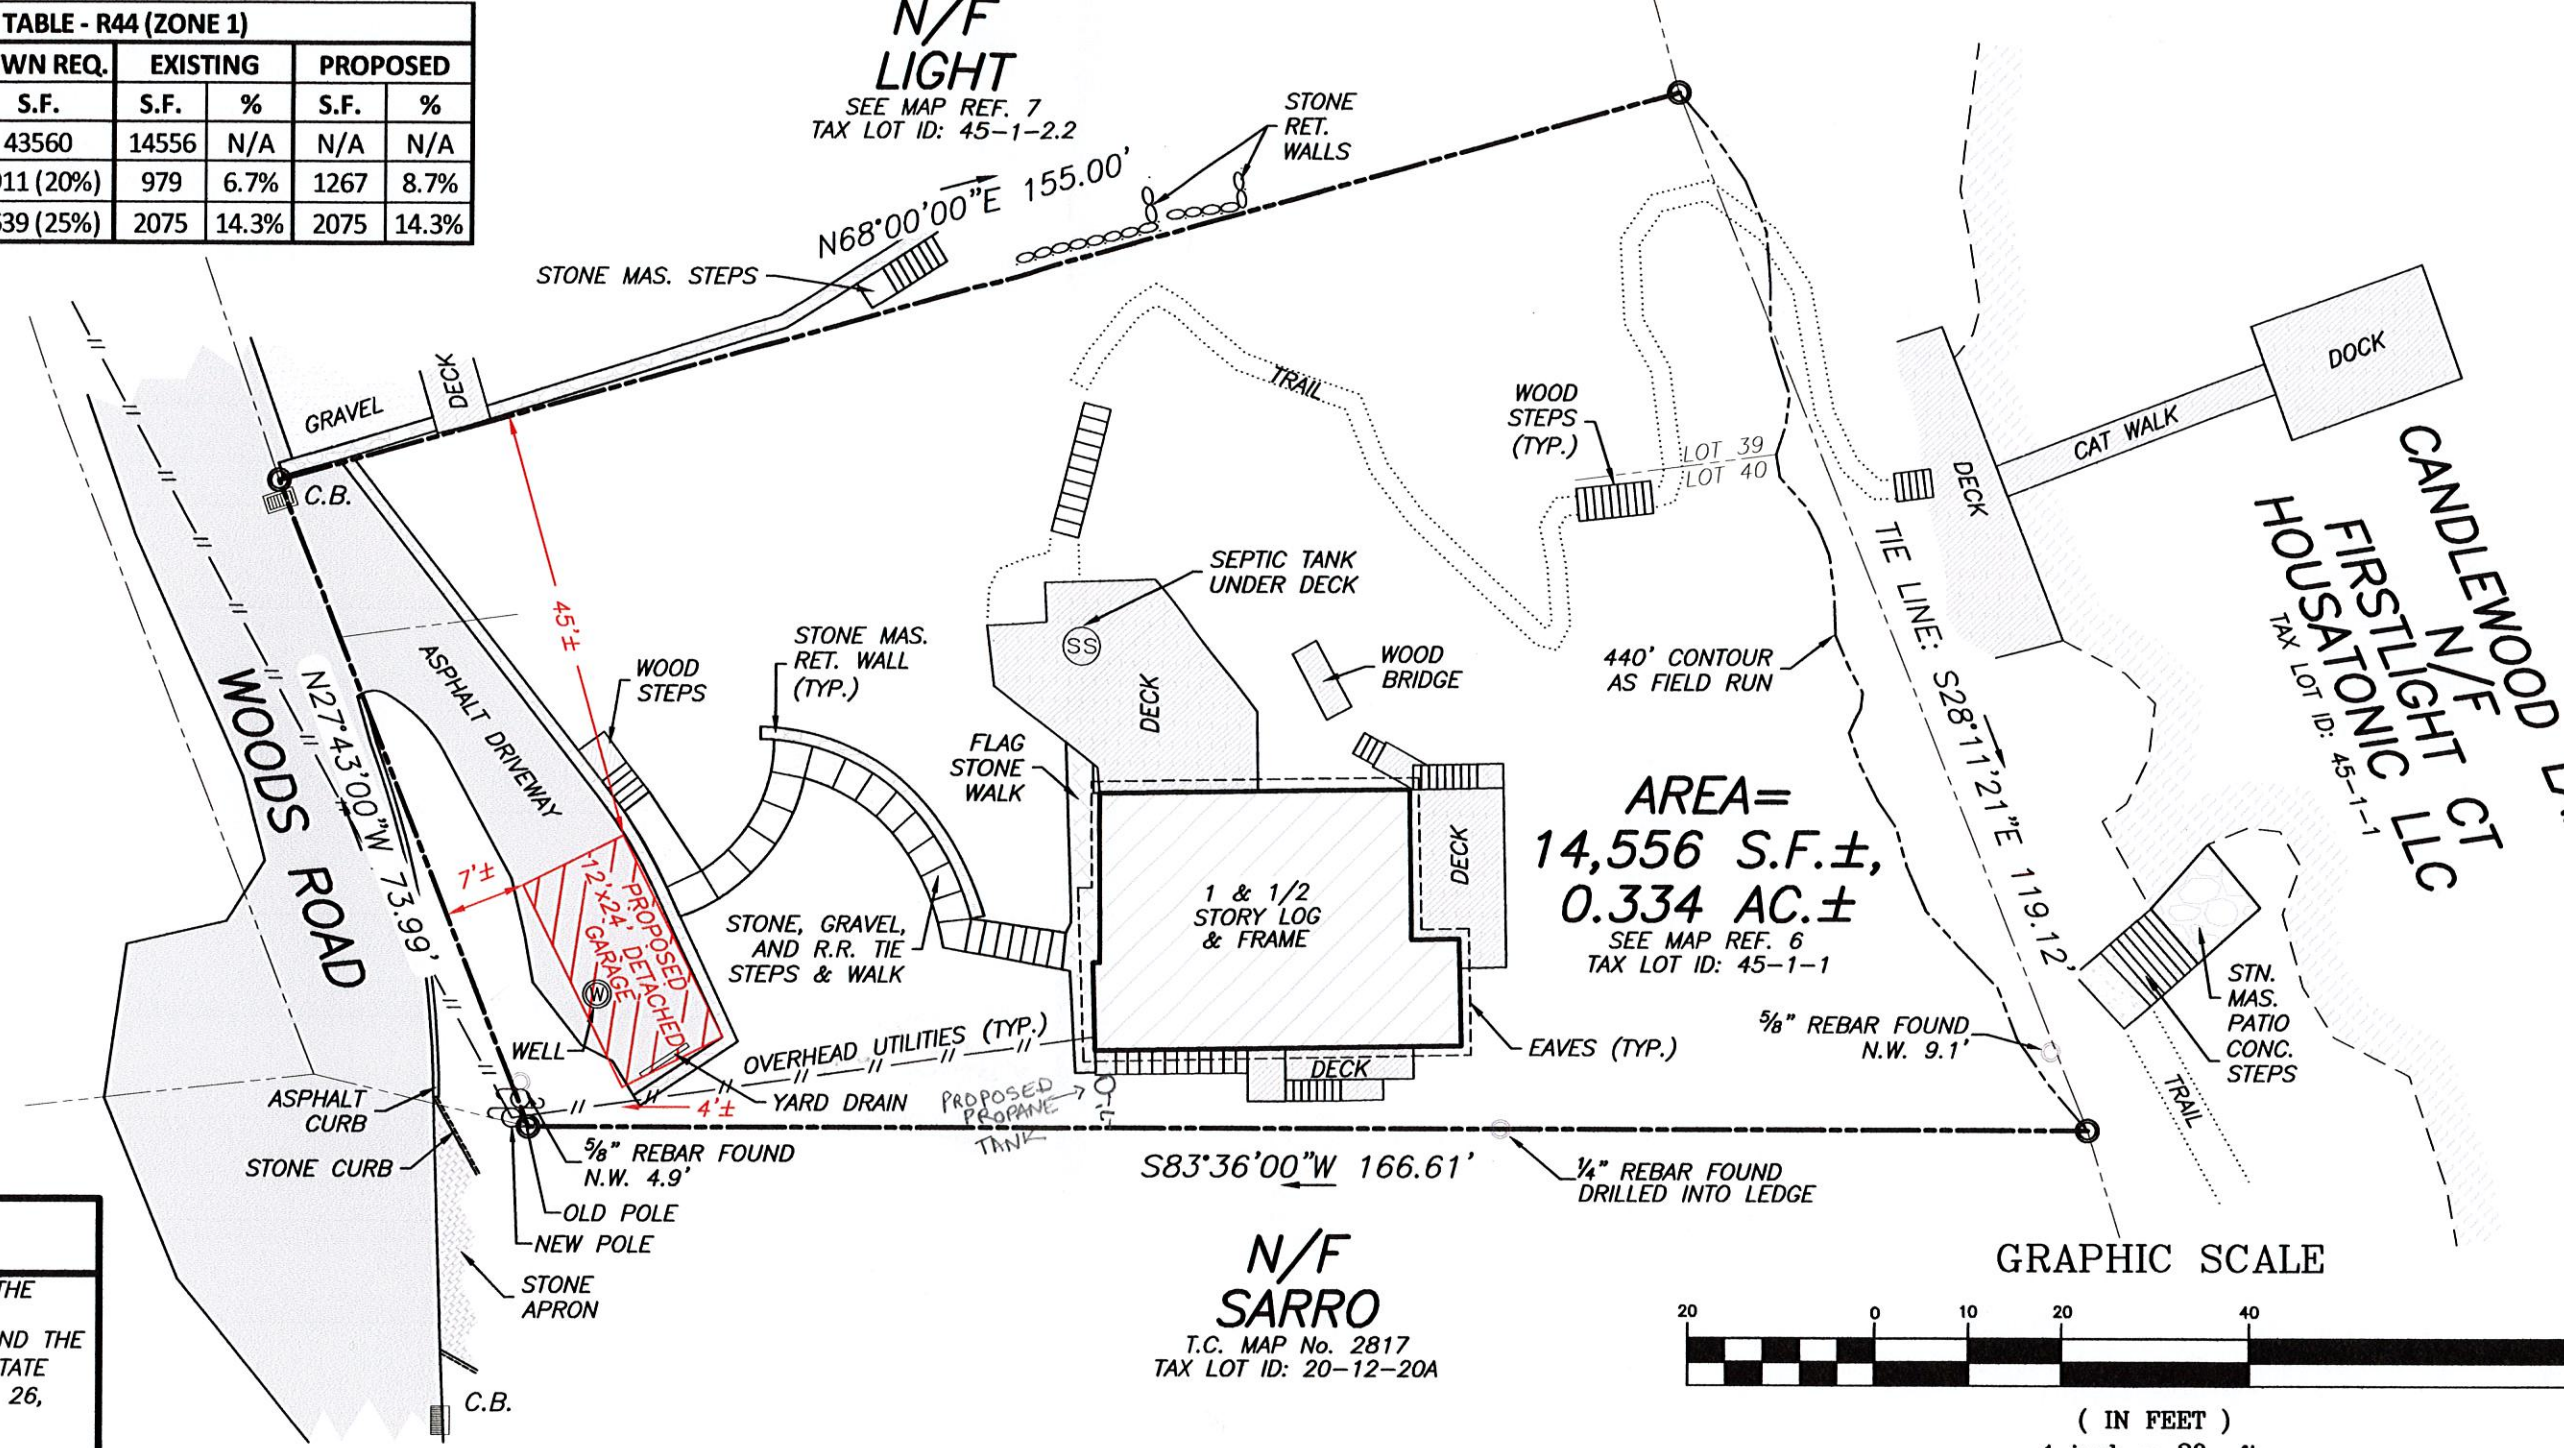 TABLE - R44 (ZONE 1)
WN REQ. EXISTING PROPOSED
S.F. S.F. % S.F. %
43560 14556 N/A N/A N/A
11 (20%) 979 6.7% 1267 8.7%
39 (25%) 2075 14.3% 2075 14.3%
N/F
LIGHT
SEE MAP REF. 7
TAX LOT ID: 45-1-2.2
STONE
RET.
WALLS
N68°00'00"E 155.00'
STONE MAS. STEPS
GRAVEL
DECK
C.B.
TRAIL
WOOD
STEPS
(TYP.)
LOT 39
LOT 40
DECK
CAT WALK
DOCK
CANDLEWOOD
N/F
FIRSTLIGHT CT
HOUSATONIC LLC
TAX LOT ID: 45-1-1
TIE LINE: S28°11'21"E 119.12'
WOODS ROAD
N27°43'00"W 73.99'
ASPHALT DRIVEWAY
45'±
WOOD
STEPS
STONE MAS.
RET. WALL
(TYP.)
SEPTIC TANK
UNDER DECK
SS
DECK
WOOD
BRIDGE
440' CONTOUR
AS FIELD RUN
FLAG
STONE
WALK
7'±
PROPOSED
12'x24' DETACHED
GARAGE
W
WELL
STONE, GRAVEL,
AND R.R. TIE
STEPS & WALK
1 & 1/2
STORY LOG
& FRAME
DECK
AREA=
14,556 S.F.±,
0.334 AC.±
SEE MAP REF. 6
TAX LOT ID: 45-1-1
5/8" REBAR FOUND
N.W. 9.1'
STN.
MAS.
PATIO
CONC.
STEPS
TRAIL
OVERHEAD UTILITIES (TYP.)
EAVES (TYP.)
DECK
YARD DRAIN
4'±
PROPOSED
PROPANE
TANK
ASPHALT
CURB
STONE CURB
5/8" REBAR FOUND
N.W. 4.9'
OLD POLE
NEW POLE
STONE
APRON
C.B.
S83°36'00"W 166.61'
1/4" REBAR FOUND
DRILLED INTO LEDGE
N/F
SARRO
T.C. MAP No. 2817
TAX LOT ID: 20-12-20A
THE
ND THE
TATE
26,
GRAPHIC SCALE
20 0 10 20 40
( IN FEET )